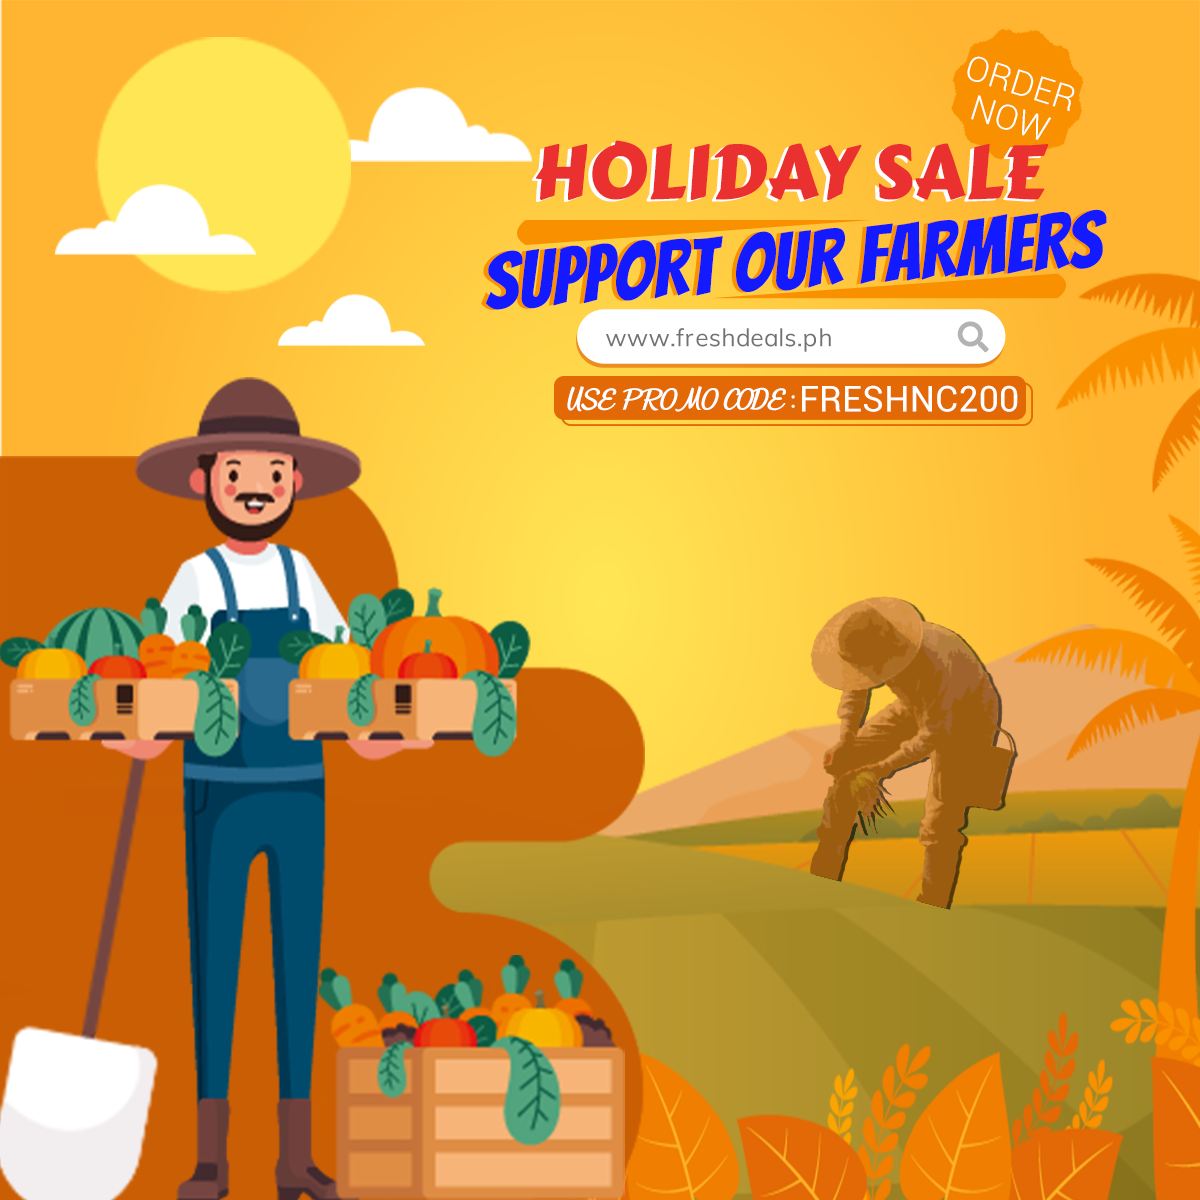 ORDER
NOW
HOLIDAY SALE
SUPPORT OUR FARMERS
www.freshdeals.ph
USE PROMO CODE: FRESHNC200